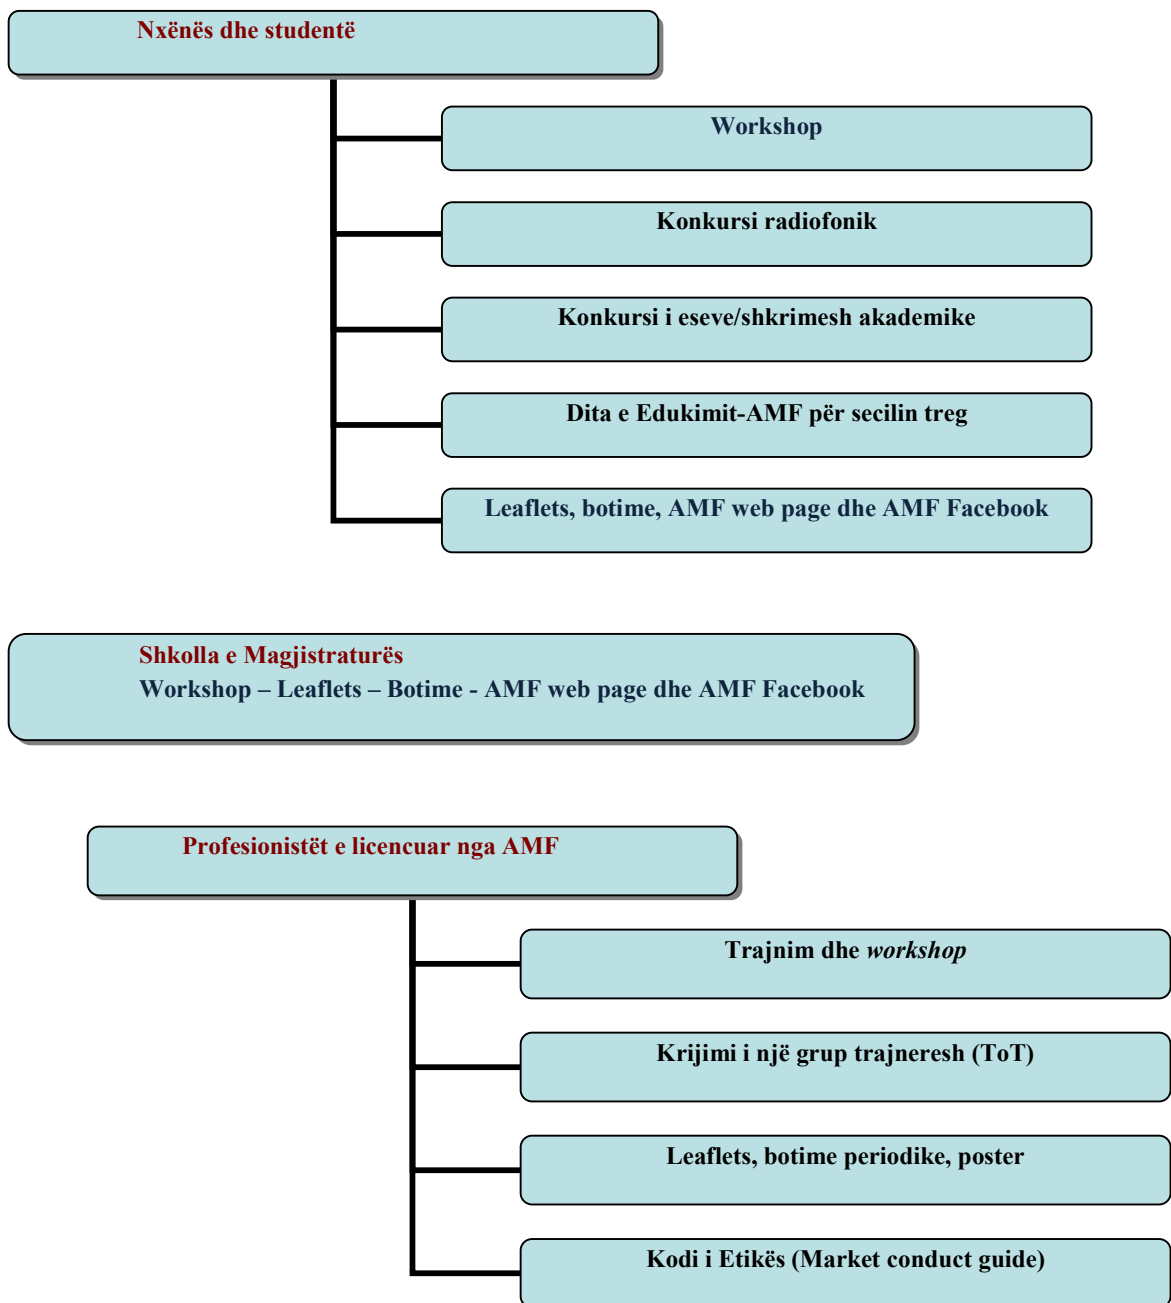 Nxënës dhe studentë
Workshop
Konkursi radiofonik
Konkursi i eseve/shkrimesh akademike
Dita e Edukimit-AMF për secilin treg
Leaflets, botime, AMF web page dhe AMF Facebook
Shkolla e Magjistraturës
Workshop – Leaflets – Botime - AMF web page dhe AMF Facebook
Profesionistët e licencuar nga AMF
Trajnim dhe workshop
Krijimi i një grup trajneresh (ToT)
Leaflets, botime periodike, poster
Kodi i Etikës (Market conduct guide)